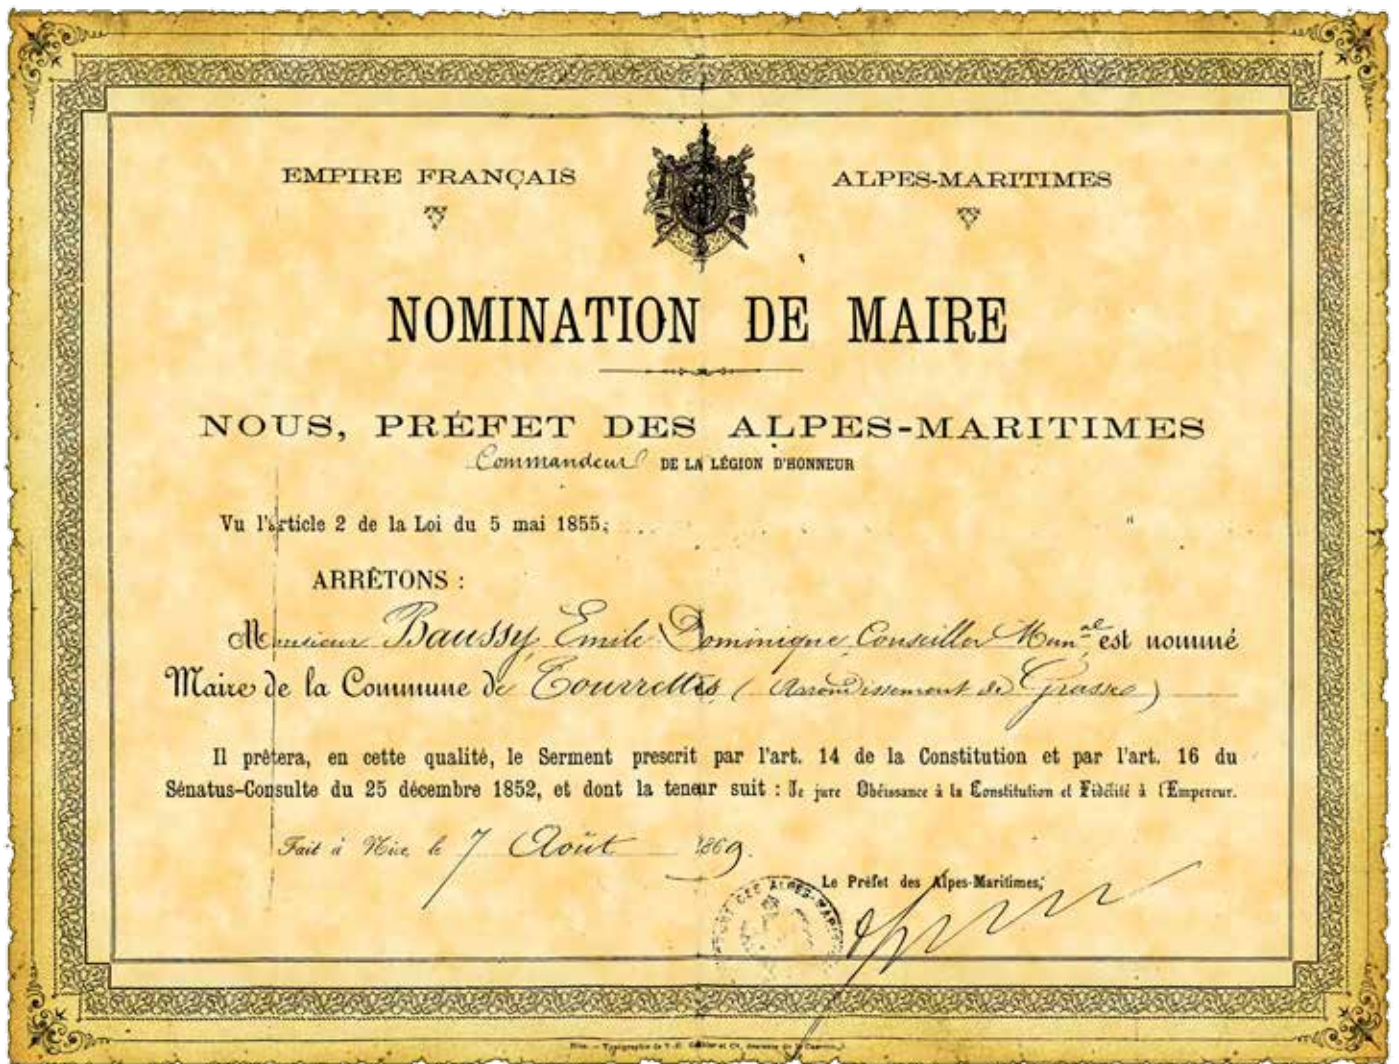 EMPIRE FRANÇAIS
ALPES-MARITIMES
NOMINATION DE MAIRE
NOUS, PRÉFET DES ALPES-MARITIMES
Commandeur DE LA LÉGION D'HONNEUR
Vu l'article 2 de la Loi du 5 mai 1855;
ARRÊTONS :
Monsieur Baussy, Emile Dominique, Conseiller Mun.al est nommé
Maire de la Commune de Tourrettes (Arrondissement de Grasse)
Il prêtera, en cette qualité, le Serment prescrit par l'art. 14 de la Constitution et par l'art. 16 du
Sénatus-Consulte du 25 décembre 1852, et dont la teneur suit : Je jure Obéissance à la Constitution et Fidélité à l'Empereur.
Fait à Nice, le 7 Août 1869.
Le Préfet des Alpes-Maritimes,
DES ALPES-MARIT
Typographie de V.-E.